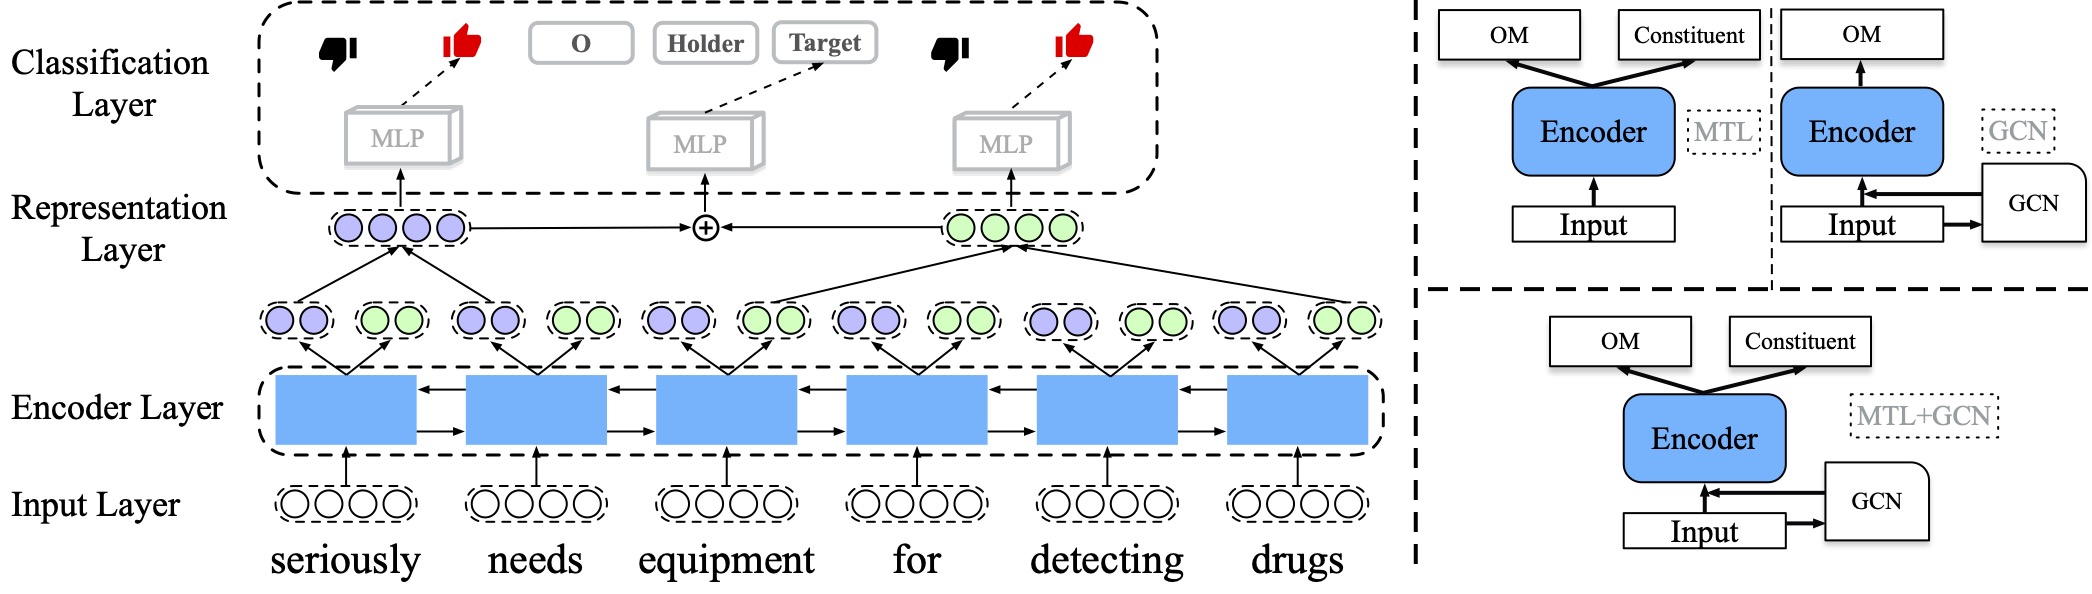 Classification
Layer
O
Holder
Target
MLP
MLP
MLP
Representation
Layer
Encoder Layer
Input Layer
seriously needs equipment for detecting drugs
OM
Constituent
Encoder
MTL
Input
OM
Encoder
GCN
GCN
Input
OM
Constituent
Encoder
MTL+GCN
GCN
Input